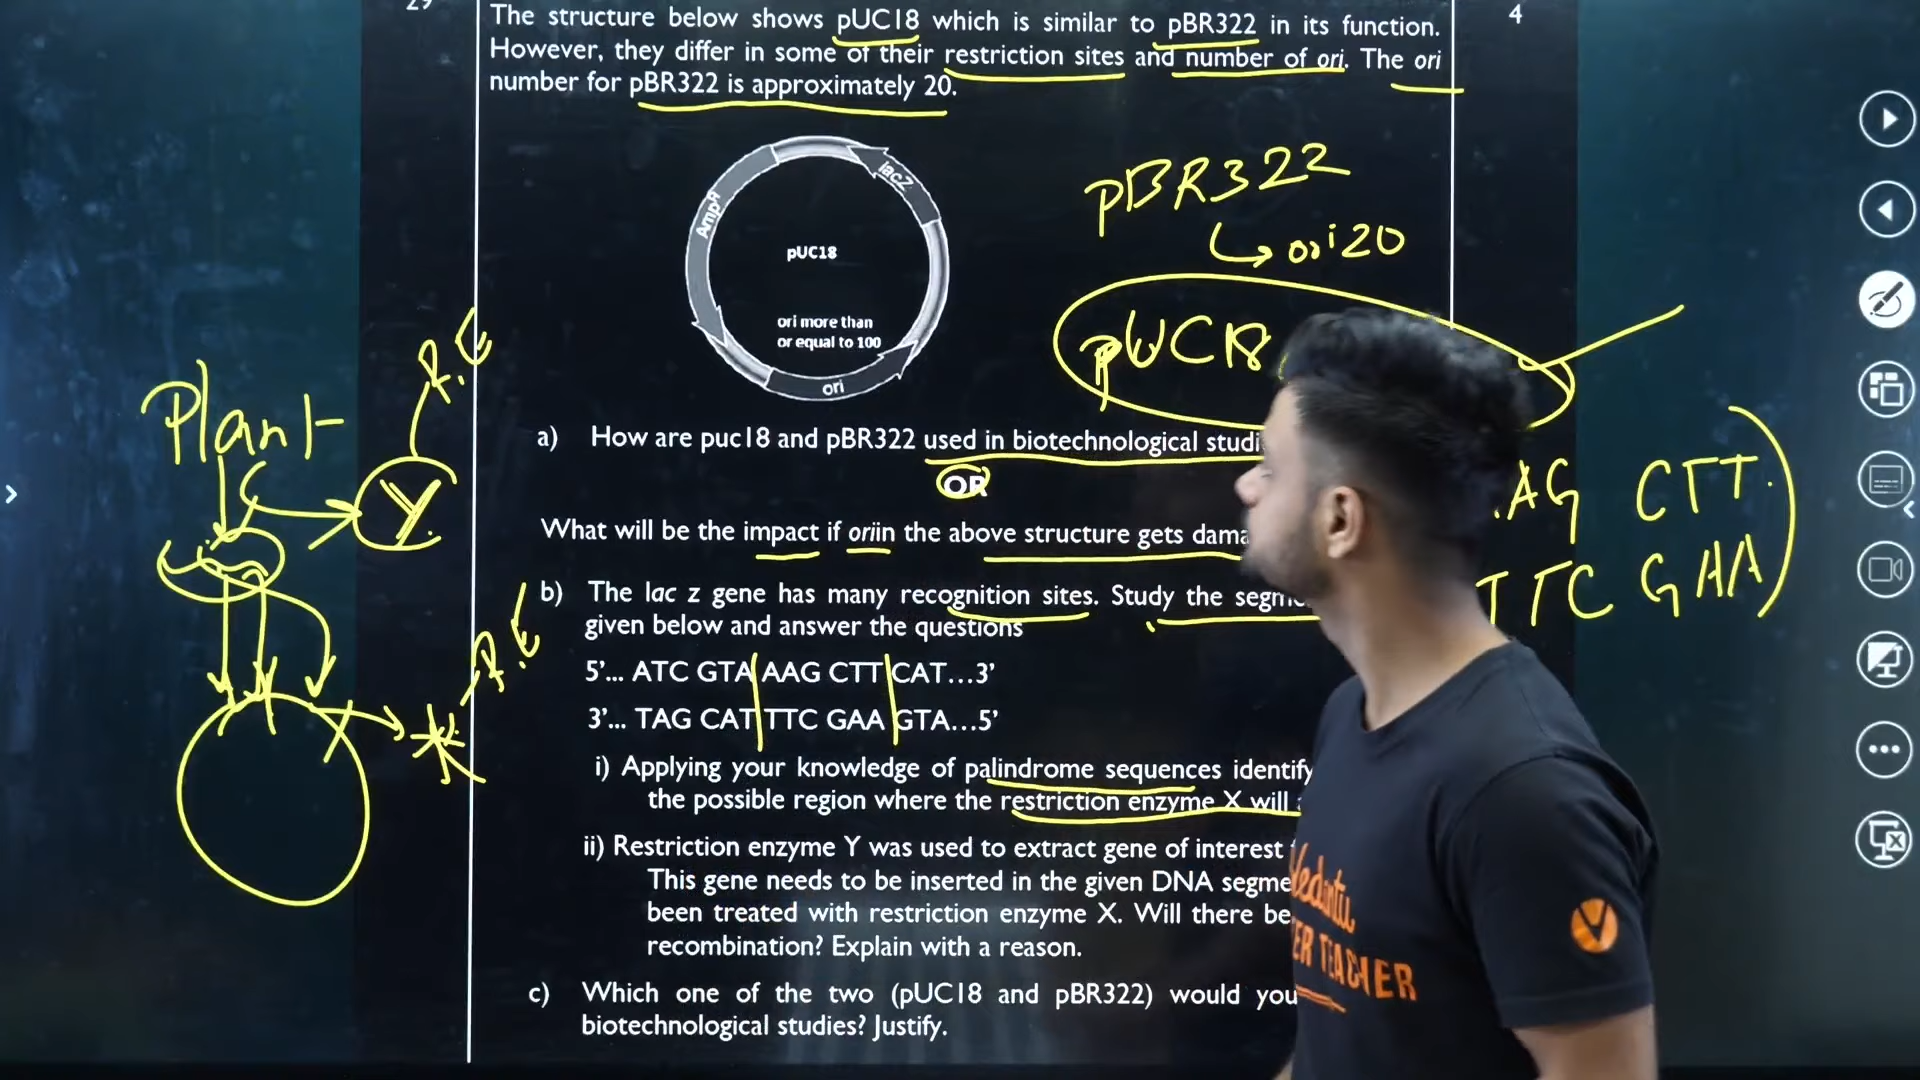 29
The structure below shows pUC18 which is similar to pBR322 in its function.
4
However, they differ in some of their restriction sites and number of ori. The ori
number for pBR322 is approximately 20.
AmpR
lacZ
pUC18
ori more than
or equal to 100
ori
pBR322
ori 20
pUC18
Plant
R.E
Y
a) How are puc18 and pBR322 used in biotechnological studi
OR
What will be the impact if oriin the above structure gets dama
AG CTT
TTC GAA
b) The lac z gene has many recognition sites. Study the segme
given below and answer the questions
R.E
5’... ATC GTA AAG CTT CAT...3’
3’... TAG CAT TTC GAA GTA...5’
i) Applying your knowledge of palindrome sequences identify
the possible region where the restriction enzyme X will
ii) Restriction enzyme Y was used to extract gene of interest
This gene needs to be inserted in the given DNA segme
been treated with restriction enzyme X. Will there be
recombination? Explain with a reason.
c) Which one of the two (pUC18 and pBR322) would you
biotechnological studies? Justify.
Vedantu
TER TEACHER